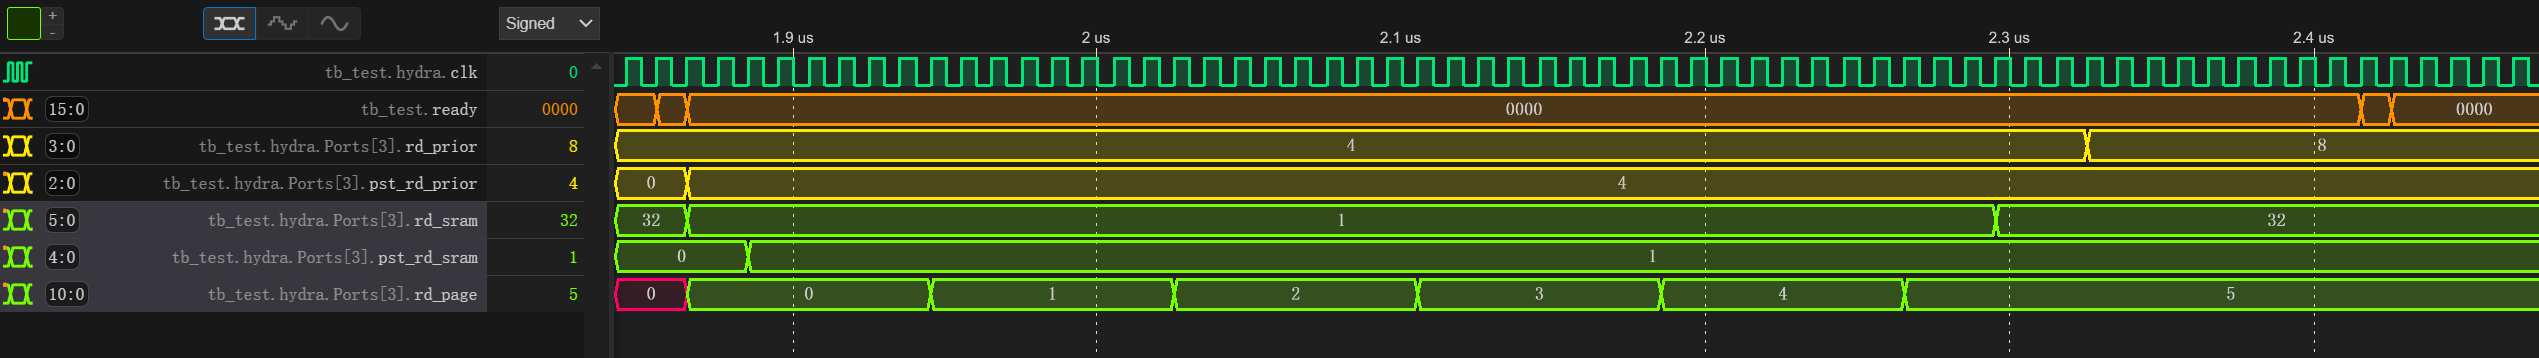 +
-
Signed
1.9 us 2 us 2.1 us 2.2 us 2.3 us 2.4 us
tb_test.hydra.clk 0
15:0 tb_test.ready 0000 0000 0000
3:0 tb_test.hydra.Ports[3].rd_prior 8 4 8
2:0 tb_test.hydra.Ports[3].pst_rd_prior 4 0 4
5:0 tb_test.hydra.Ports[3].rd_sram 32 32 1 32
4:0 tb_test.hydra.Ports[3].pst_rd_sram 1 0 1
10:0 tb_test.hydra.Ports[3].rd_page 5 0 0 1 2 3 4 5